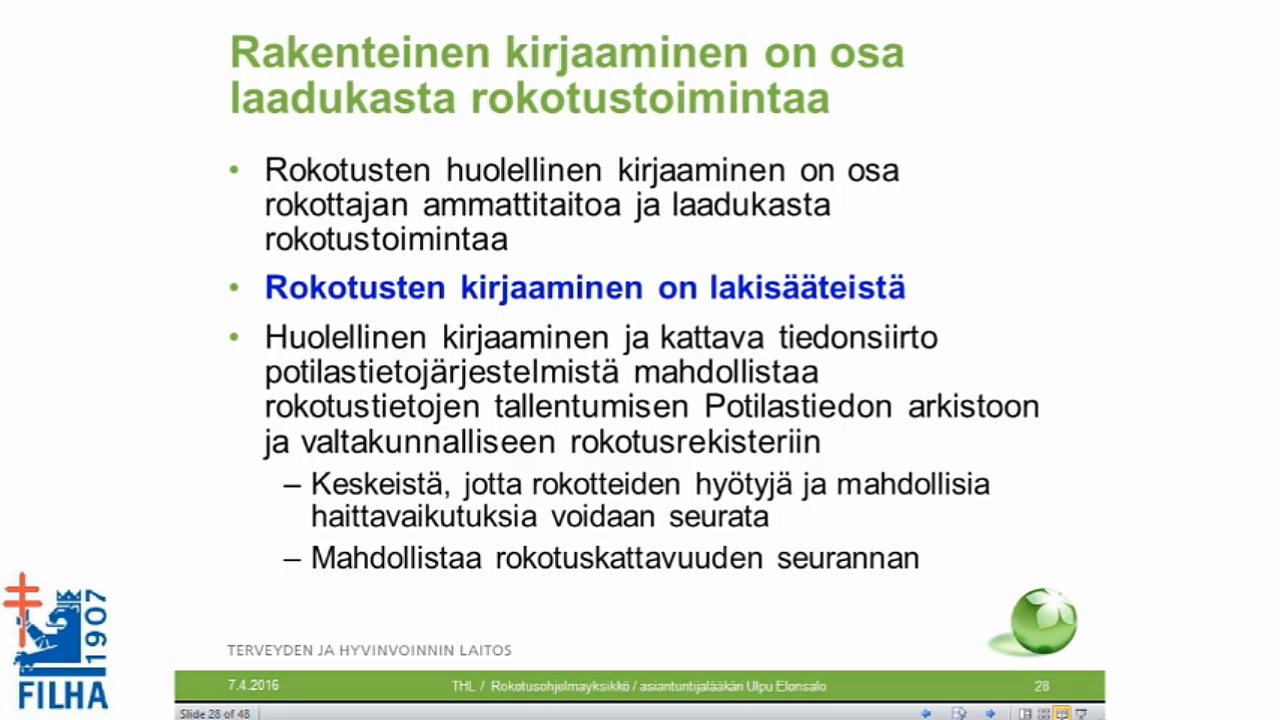 Rakenteinen kirjaaminen on osa
laadukasta rokotustoimintaa
• Rokotusten huolellinen kirjaaminen on osa
rokottajan ammattitaitoa ja laadukasta
rokotustoimintaa
• Rokotusten kirjaaminen on lakisääteistä
• Huolellinen kirjaaminen ja kattava tiedonsiirto
potilastietojärjestelmistä mahdollistaa
rokotustietojen tallentumisen Potilastiedon arkistoon
ja valtakunnalliseen rokotusrekisteriin
– Keskeistä, jotta rokotteiden hyötyjä ja mahdollisia
haittavaikutuksia voidaan seurata
– Mahdollistaa rokotuskattavuuden seurannan
1907
FILHA
TERVEYDEN JA HYVINVOINNIN LAITOS
7.4.2016 THL / Rokotusohjelmayksikkö / asiantuntijalääkäri Ulpu Elonsalo 28
Slide 28 of 48